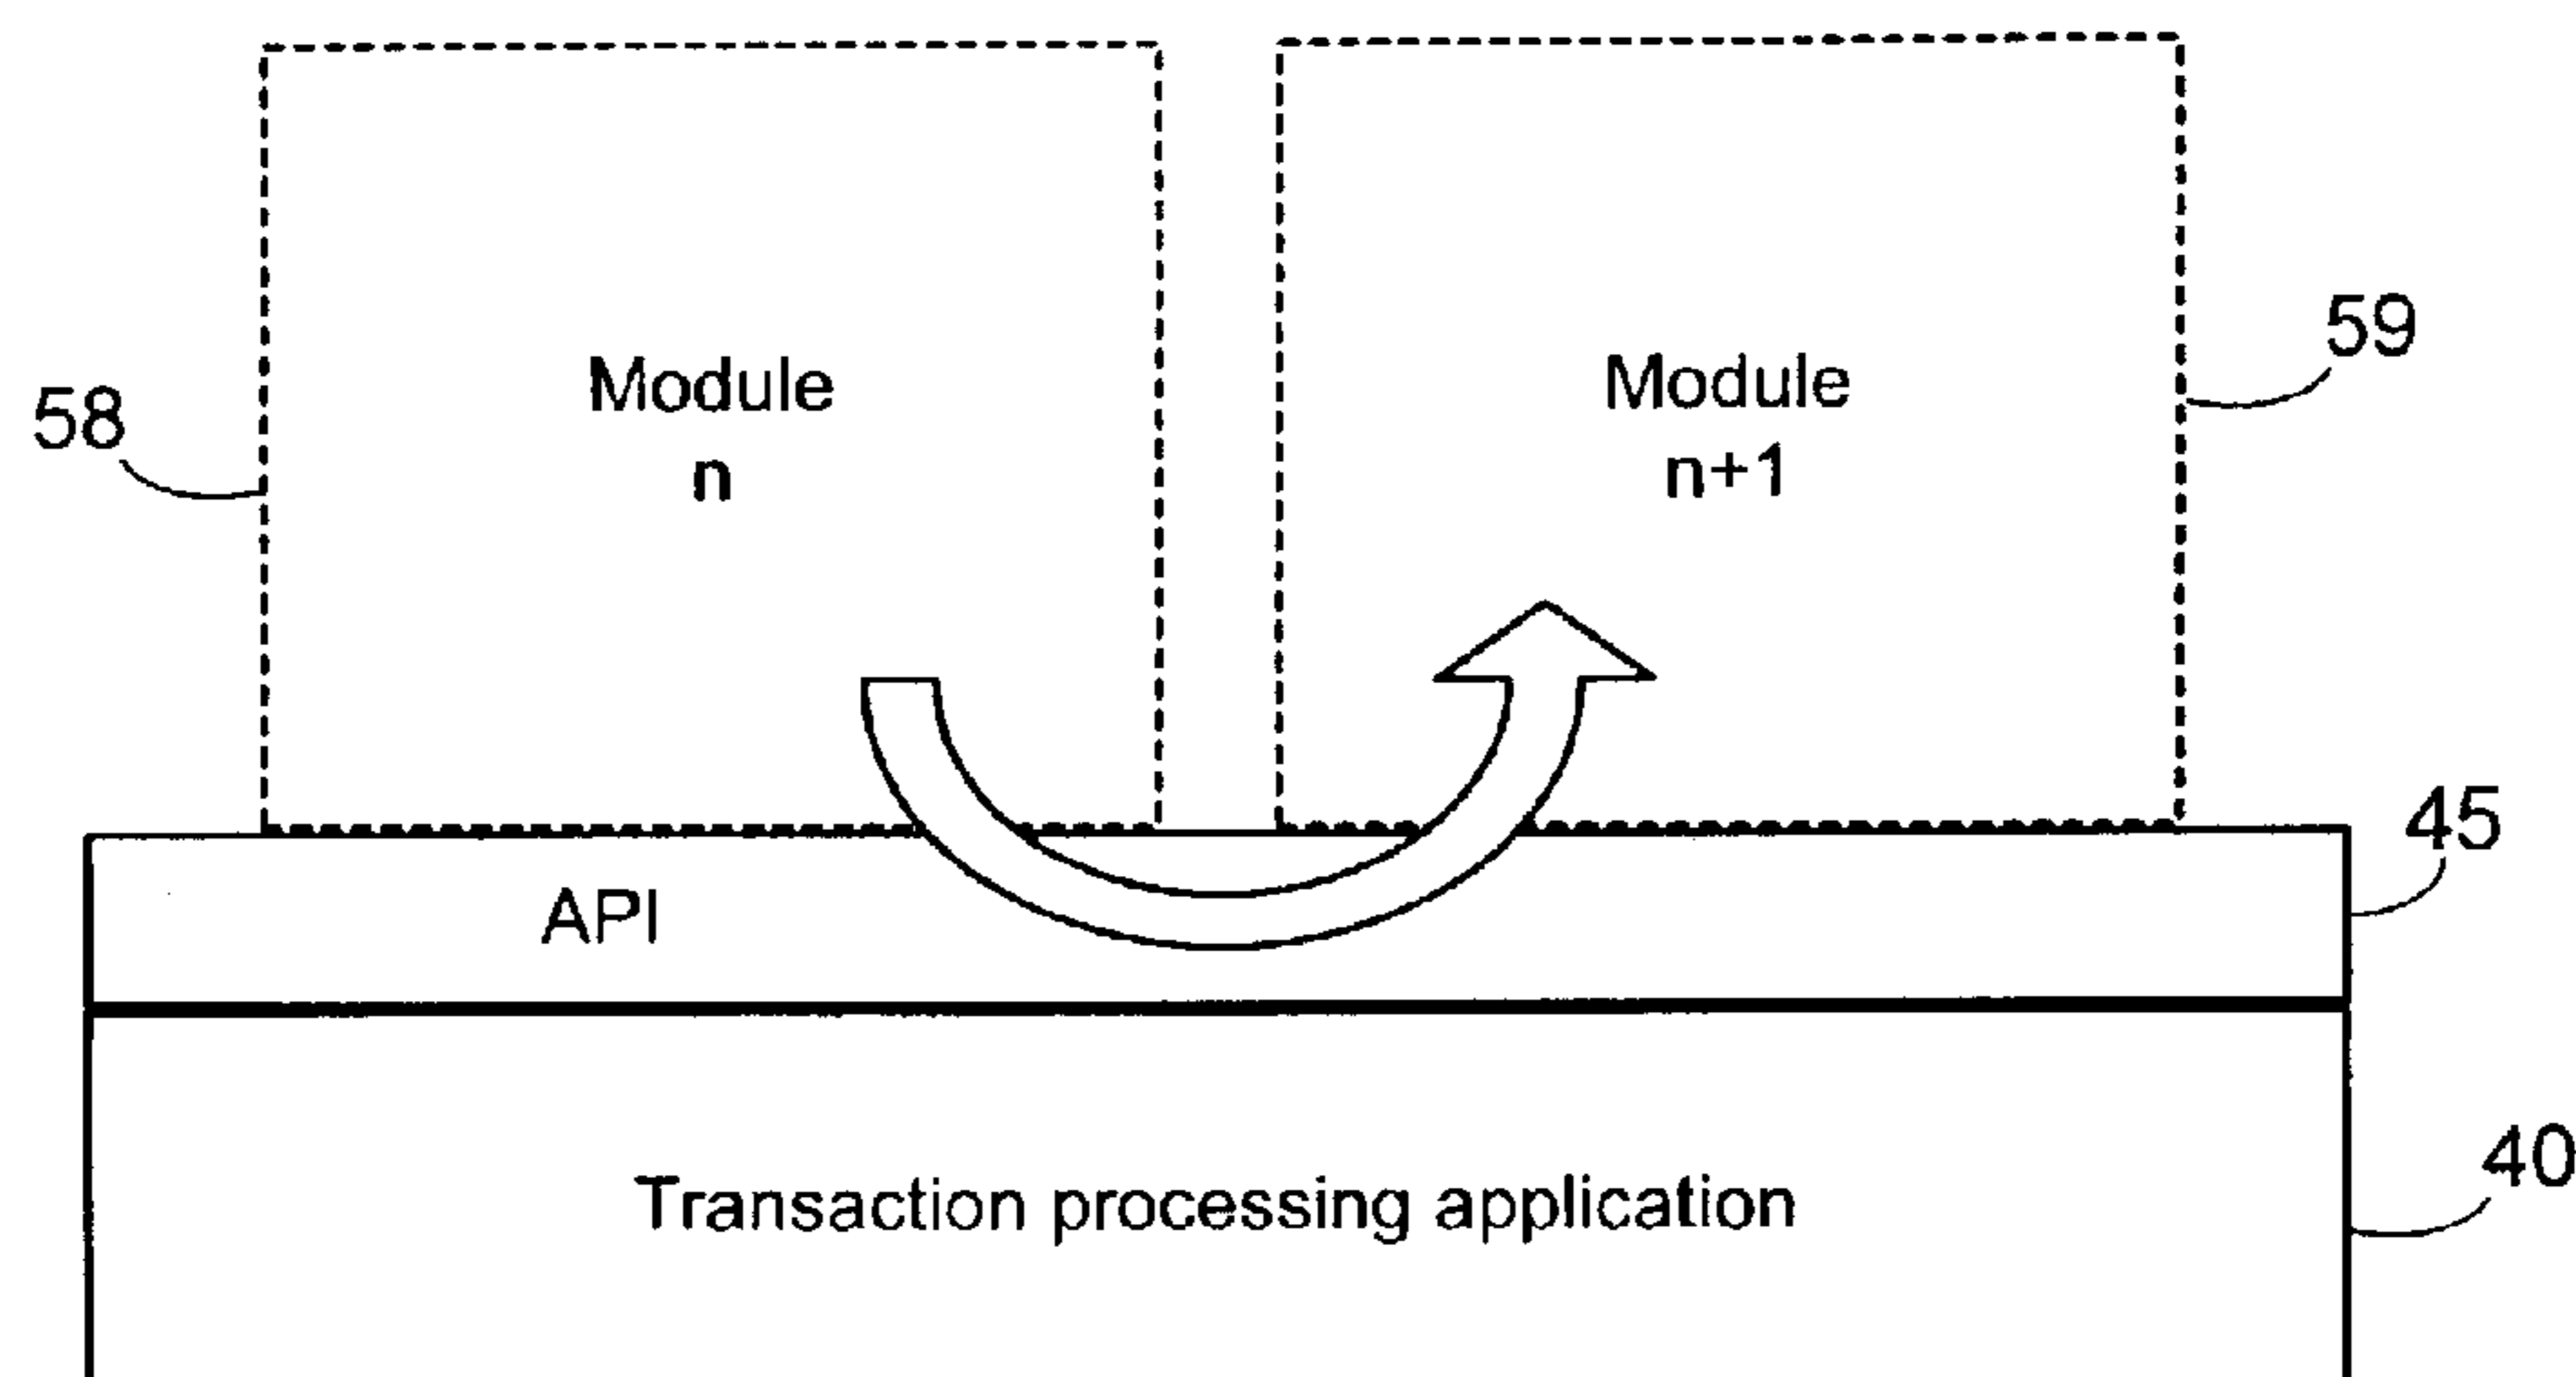 Module
n
58
Module
n+1
59
API
45
Transaction processing application
40